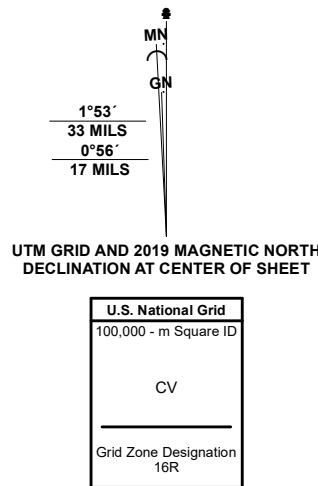 MN
GN
1°53´
33 MILS
0°56´
17 MILS
UTM GRID AND 2019 MAGNETIC NORTH
DECLINATION AT CENTER OF SHEET
U.S. National Grid
100,000 - m Square ID
CV
Grid Zone Designation
16R